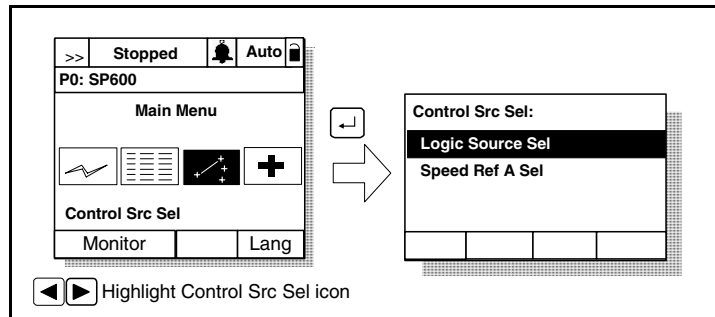 >> Stopped Auto
P0: SP600
Main Menu
Control Src Sel
Monitor Lang
Highlight Control Src Sel icon
Control Src Sel:
Logic Source Sel
Speed Ref A Sel